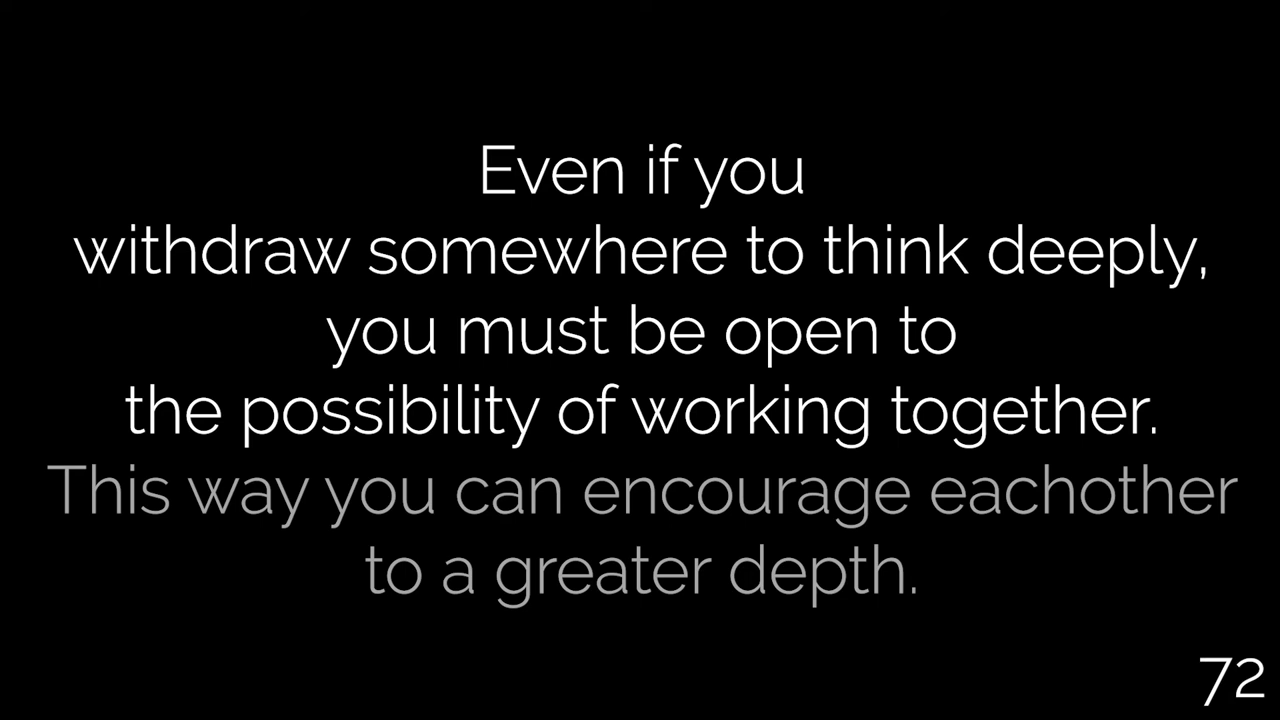 Even if you
withdraw somewhere to think deeply,
you must be open to
the possibility of working together.
This way you can encourage eachother
to a greater depth.
72